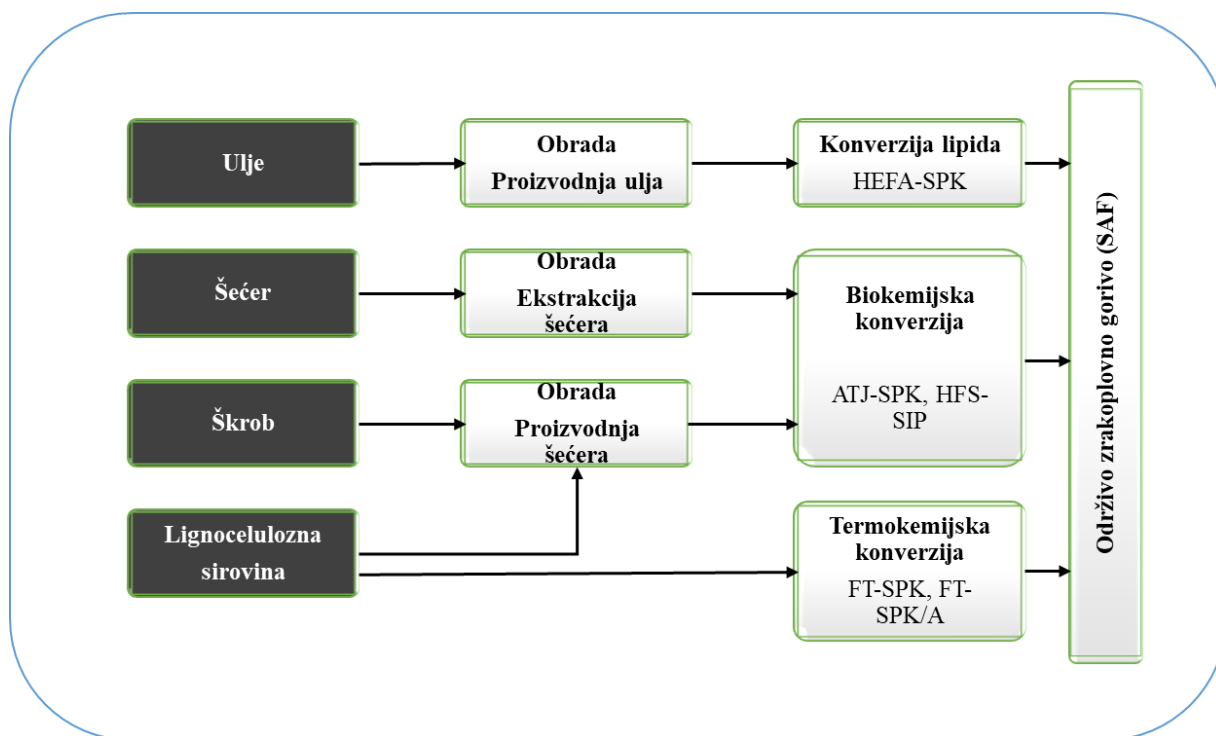 Ulje
Obrada
Proizvodnja ulja
Konverzija lipida
HEFA-SPK
Šećer
Obrada
Ekstrakcija
šećera
Biokemijska
konverzija
ATJ-SPK, HFS-
SIP
Škrob
Obrada
Proizvodnja
šećera
Lignocelulozna
sirovina
Termokemijska
konverzija
FT-SPK, FT-
SPK/A
Održivo zrakoplovno gorivo (SAF)